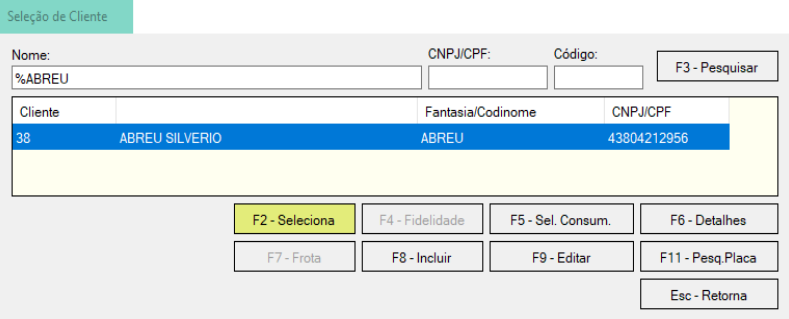 Seleção de Cliente
Nome: CNPJ/CPF: Código:
%ABREU F3 - Pesquisar
Cliente Fantasia/Codinome CNPJ/CPF
38 ABREU SILVERIO ABREU 43804212956
F2 - Seleciona F4 - Fidelidade F5 - Sel. Consum. F6 - Detalhes
F7 - Frota F8 - Incluir F9 - Editar F11 - Pesq.Placa
Esc - Retorna